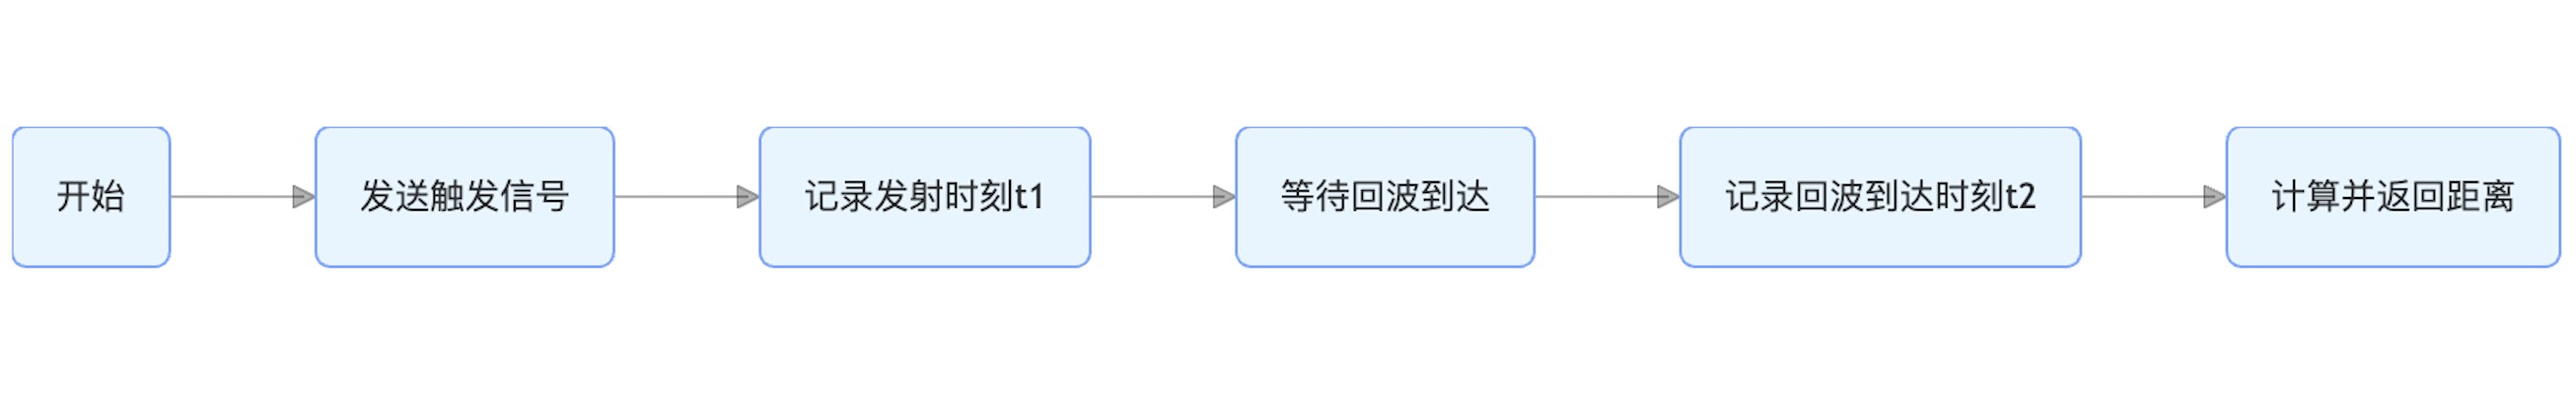 开始
发送触发信号
记录发射时刻t1
等待回波到达
记录回波到达时刻t2
计算并返回距离